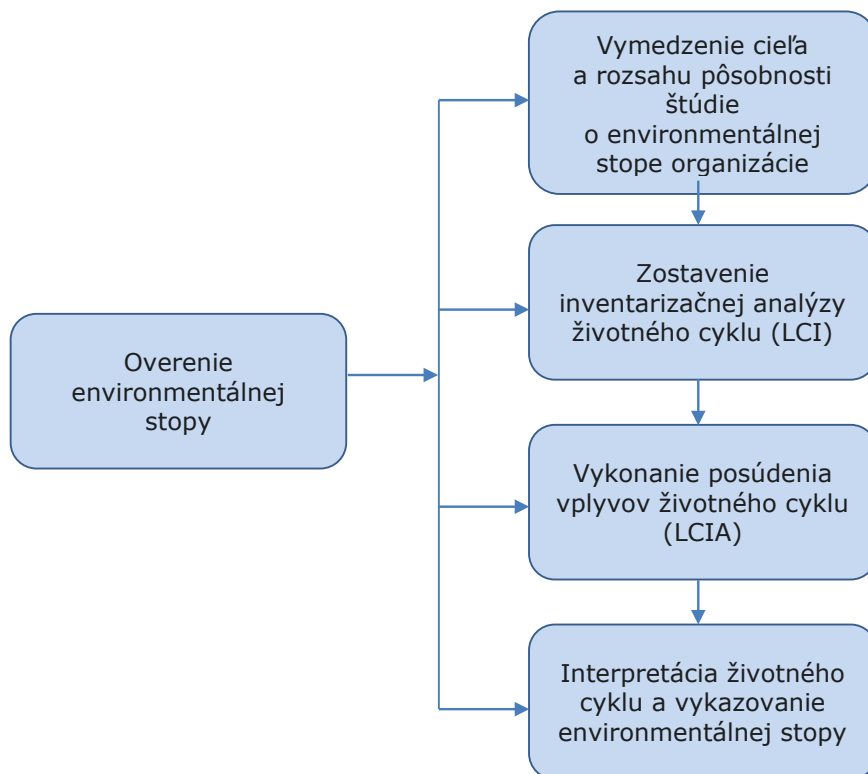 Vymedzenie cieľa
a rozsahu pôsobnosti
štúdie
o environmentálnej
stope organizácie
Zostavenie
inventarizačnej analýzy
životného cyklu (LCI)
Overenie
environmentálnej
stopy
Vykonanie posúdenia
vplyvov životného cyklu
(LCIA)
Interpretácia životného
cyklu a vykazovanie
environmentálnej stopy